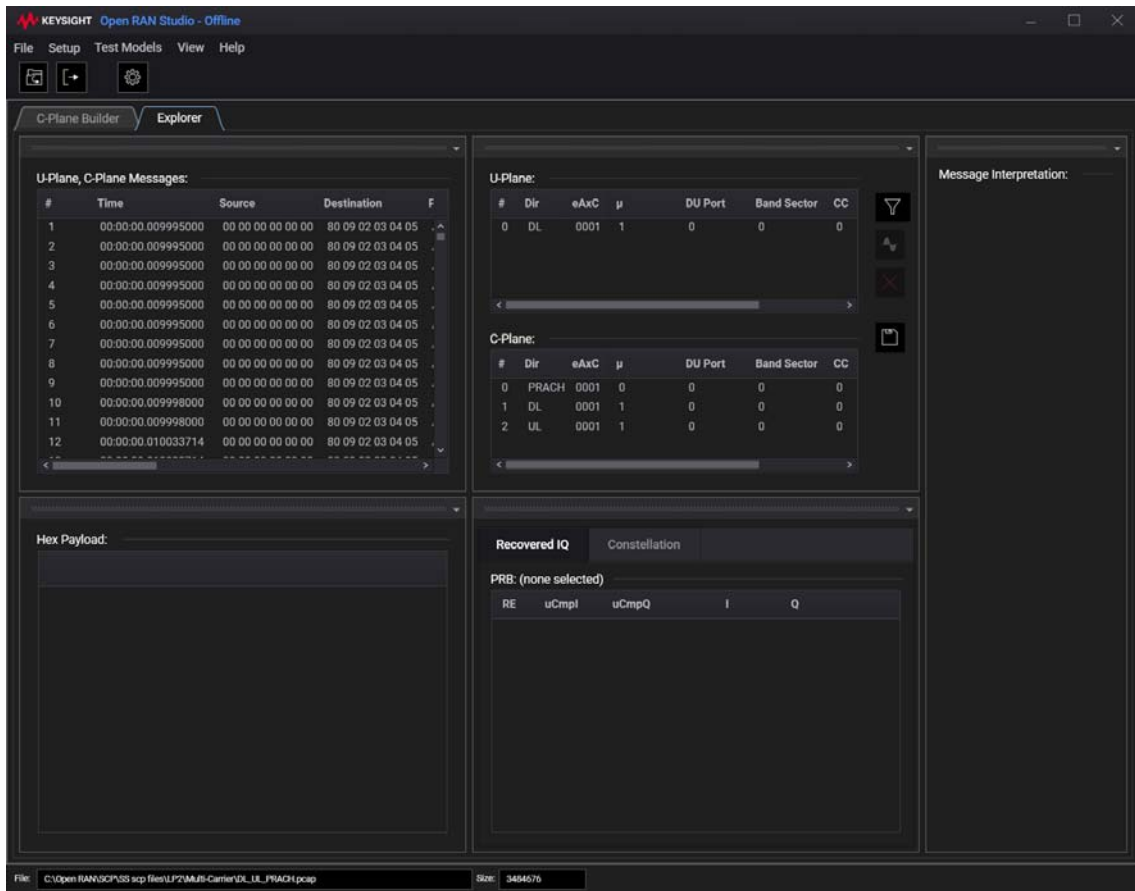 KEYSIGHT Open RAN Studio - Offline
File Setup Test Models View Help
C-Plane Builder Explorer
U-Plane, C-Plane Messages:
# Time Source Destination F
1 00:00:00.009995000 00 00 00 00 00 00 80 09 02 03 04 05
2 00:00:00.009995000 00 00 00 00 00 00 80 09 02 03 04 05
3 00:00:00.009995000 00 00 00 00 00 00 80 09 02 03 04 05
4 00:00:00.009995000 00 00 00 00 00 00 80 09 02 03 04 05
5 00:00:00.009995000 00 00 00 00 00 00 80 09 02 03 04 05
6 00:00:00.009995000 00 00 00 00 00 00 80 09 02 03 04 05
7 00:00:00.009995000 00 00 00 00 00 00 80 09 02 03 04 05
8 00:00:00.009995000 00 00 00 00 00 00 80 09 02 03 04 05
9 00:00:00.009995000 00 00 00 00 00 00 80 09 02 03 04 05
10 00:00:00.009998000 00 00 00 00 00 00 80 09 02 03 04 05
11 00:00:00.009998000 00 00 00 00 00 00 80 09 02 03 04 05
12 00:00:00.010033714 00 00 00 00 00 00 80 09 02 03 04 05
U-Plane:
# Dir eAxC μ DU Port Band Sector CC
0 DL 0001 1 0 0 0
C-Plane:
# Dir eAxC μ DU Port Band Sector CC
0 PRACH 0001 0 0 0 0
1 DL 0001 1 0 0 0
2 UL 0001 1 0 0 0
Message Interpretation:
Hex Payload:
Recovered IQ Constellation
PRB: (none selected)
RE uCmpI uCmpQ I Q
File: C:\Open RAN\SCP\SS scp files\LP2\Multi-Carrier\DL_UL_PRACH.pcap Size: 3484676